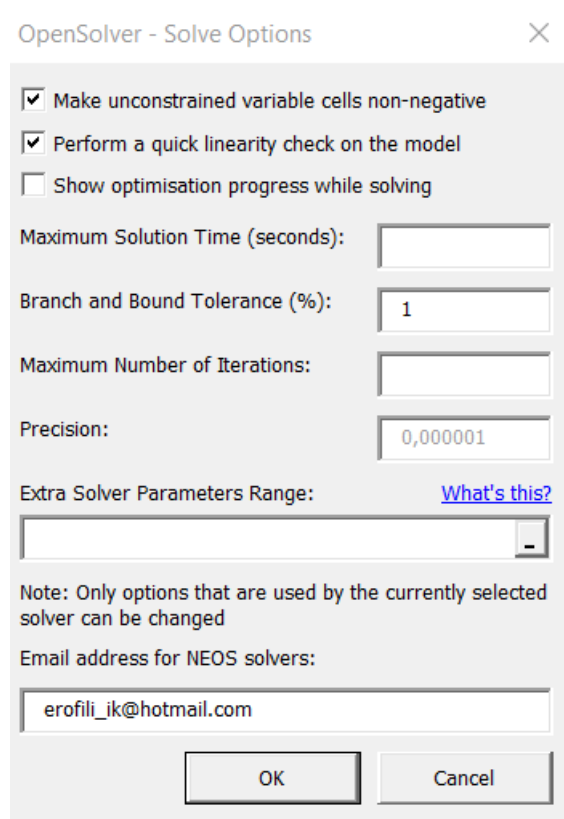 OpenSolver - Solve Options
Make unconstrained variable cells non-negative
Perform a quick linearity check on the model
Show optimisation progress while solving
Maximum Solution Time (seconds):
Branch and Bound Tolerance (%): 1
Maximum Number of Iterations:
Precision: 0,000001
Extra Solver Parameters Range: What's this?
Note: Only options that are used by the currently selected
solver can be changed
Email address for NEOS solvers:
erofili_ik@hotmail.com
OK Cancel